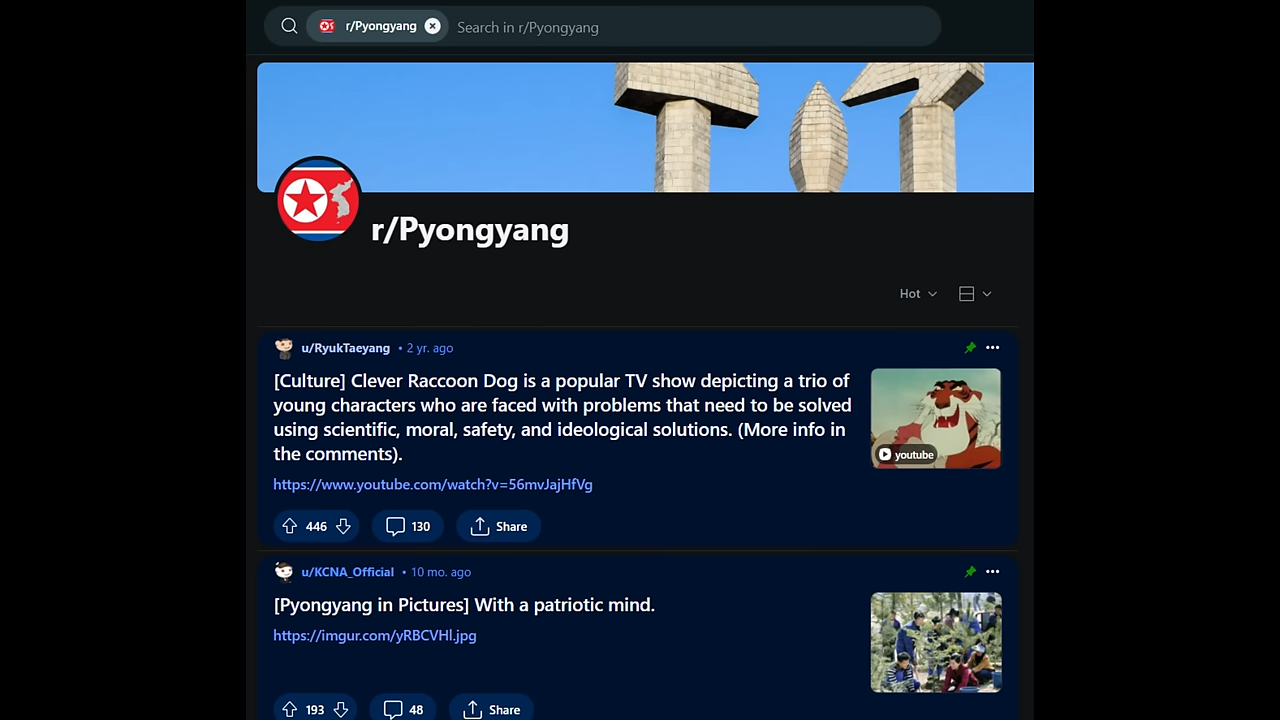 r/Pyongyang
Search in r/Pyongyang
r/Pyongyang
Hot
u/RyukTaeyang • 2 yr. ago
[Culture] Clever Raccoon Dog is a popular TV show depicting a trio of
young characters who are faced with problems that need to be solved
using scientific, moral, safety, and ideological solutions. (More info in
the comments).
youtube
https://www.youtube.com/watch?v=56mvJajHfVg
446
130
Share
u/KCNA_Official • 10 mo. ago
[Pyongyang in Pictures] With a patriotic mind.
https://imgur.com/yRBCVHl.jpg
193
48
Share